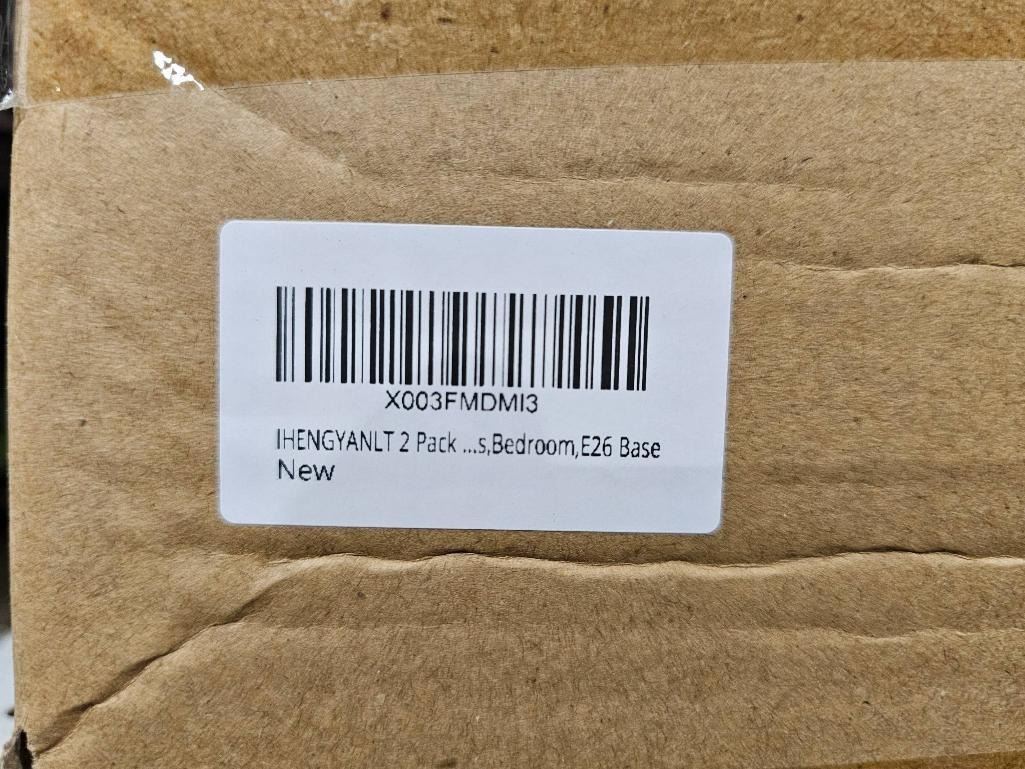 X003FMDMI3
IHENGYANLT 2 Pack ...s,Bedroom,E26 Base
New